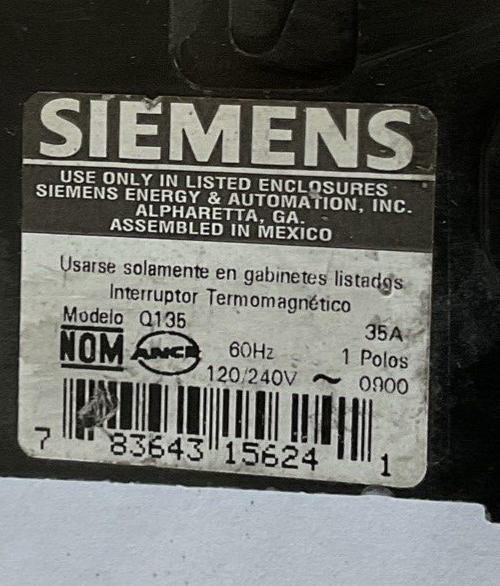 SIEMENS
USE ONLY IN LISTED ENCLOSURES
SIEMENS ENERGY & AUTOMATION, INC.
ALPHARETTA, GA.
ASSEMBLED IN MEXICO
Usarse solamente en gabinetes listados
Interruptor Termomagnético
Modelo Q135 35A
NOM ANCE 60Hz 1 Polos
120/240V ~ 0900
7 83643 15624 1